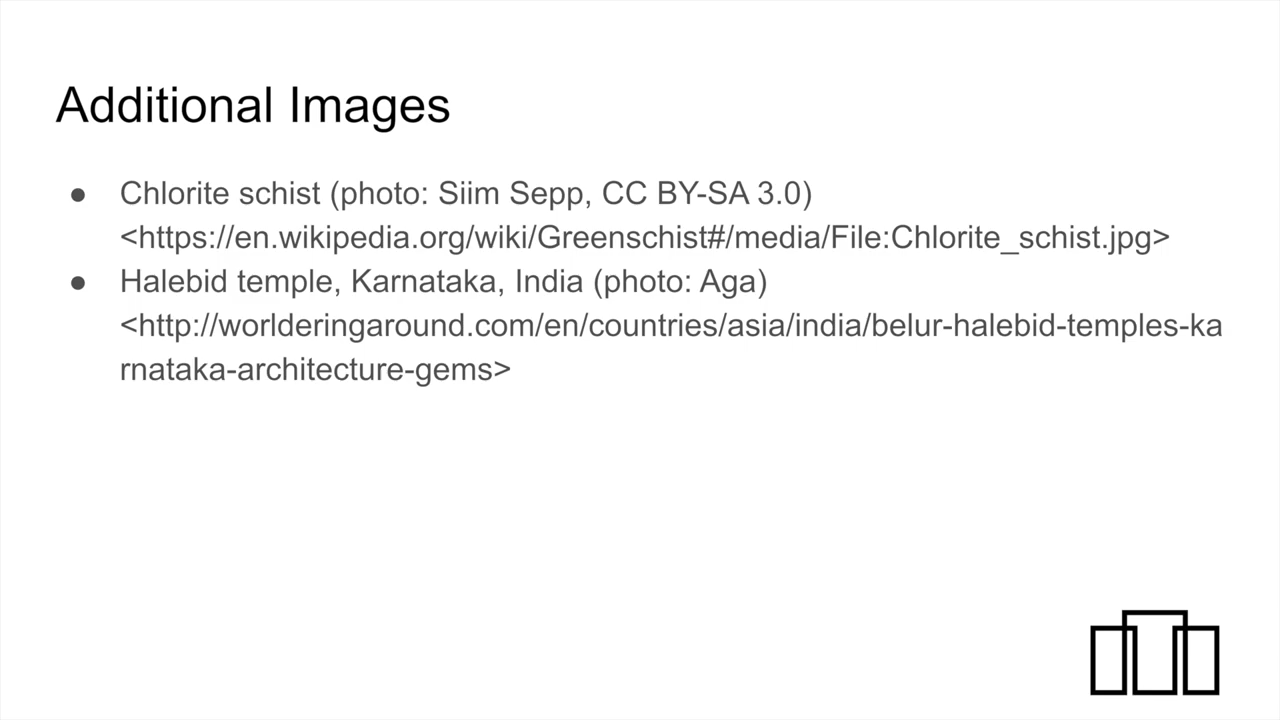 Additional Images
● Chlorite schist (photo: Siim Sepp, CC BY-SA 3.0)
<https://en.wikipedia.org/wiki/Greenschist#/media/File:Chlorite_schist.jpg>
● Halebid temple, Karnataka, India (photo: Aga)
<http://worlderingaround.com/en/countries/asia/india/belur-halebid-temples-ka
rnataka-architecture-gems>